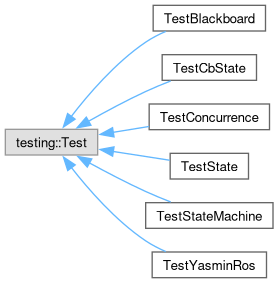 TestBlackboard
TestCbState
TestConcurrence
testing::Test
TestState
TestStateMachine
TestYasminRos